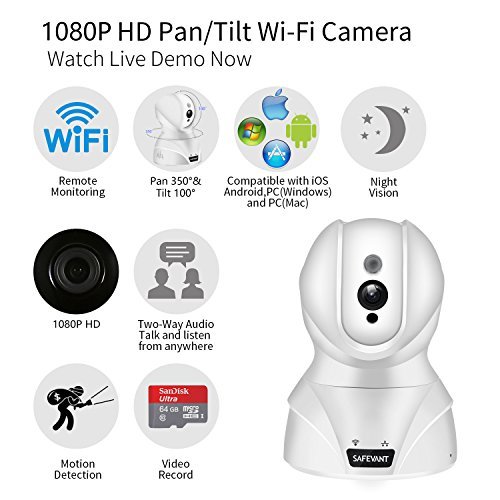 1080P HD Pan/Tilt Wi-Fi Camera
Watch Live Demo Now
WiFi
Remote
Monitoring
Pan 350°&
Tilt 100°
Compatible with iOS
Android,PC(Windows)
and PC(Mac)
Night
Vision
1080P HD
Two-Way Audio
Talk and listen
from anywhere
SanDisk
Ultra
64 GB
micro
SAFEVANT
Motion
Detection
Video
Record